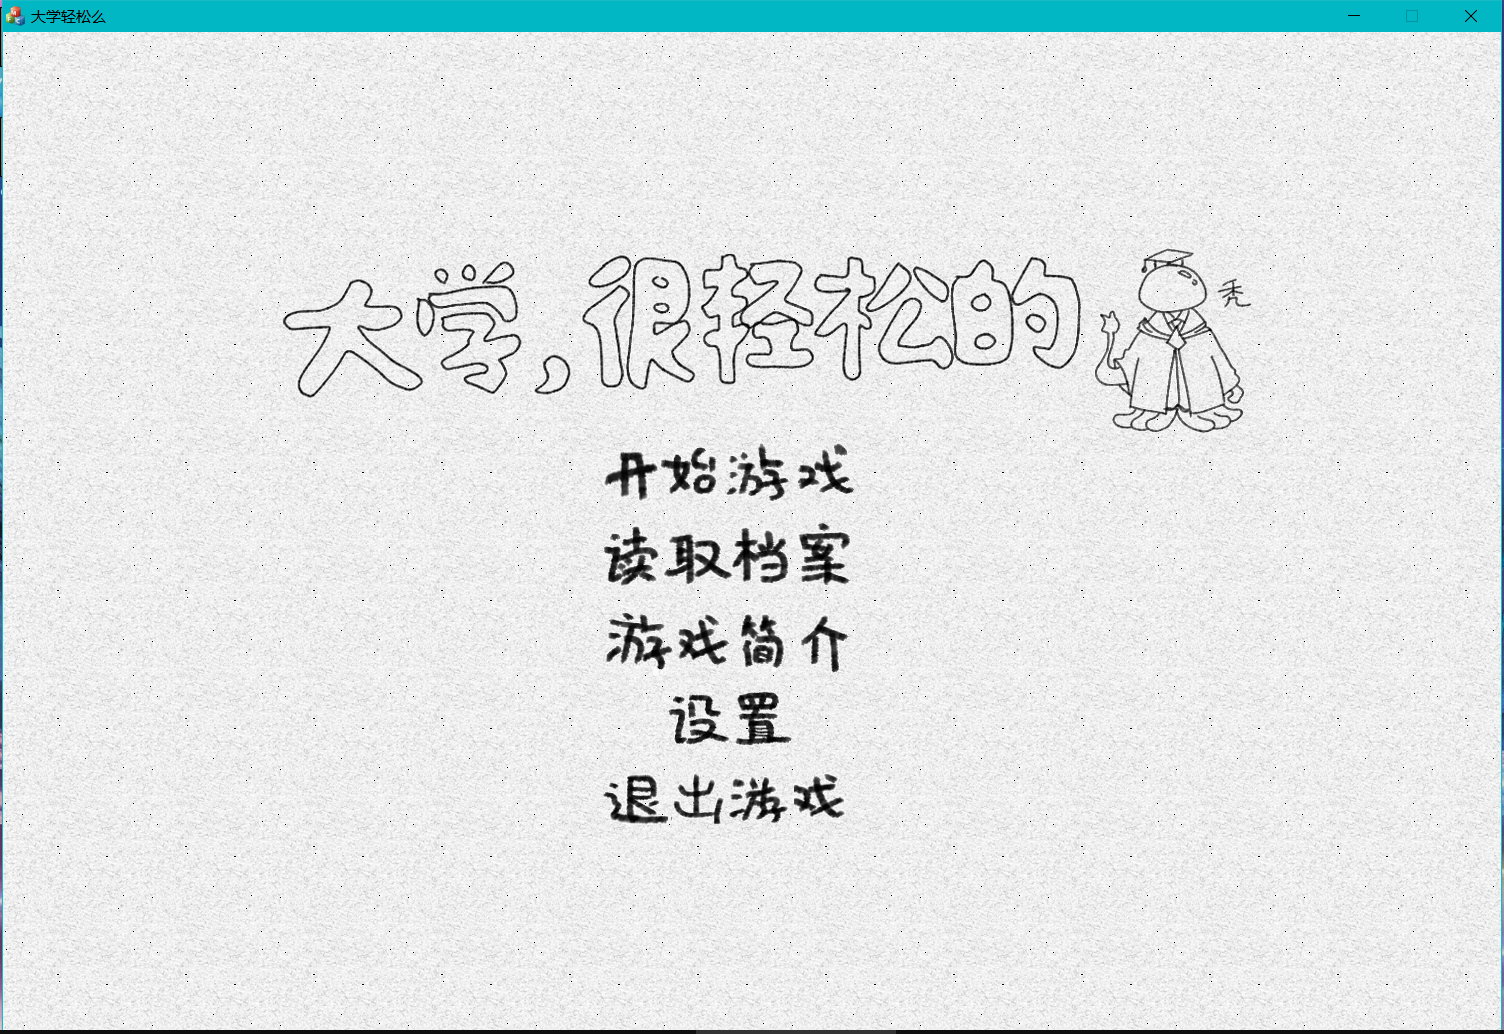 大学轻松么
大学,很轻松的
秃
开始游戏
读取档案
游戏简介
设置
退出游戏